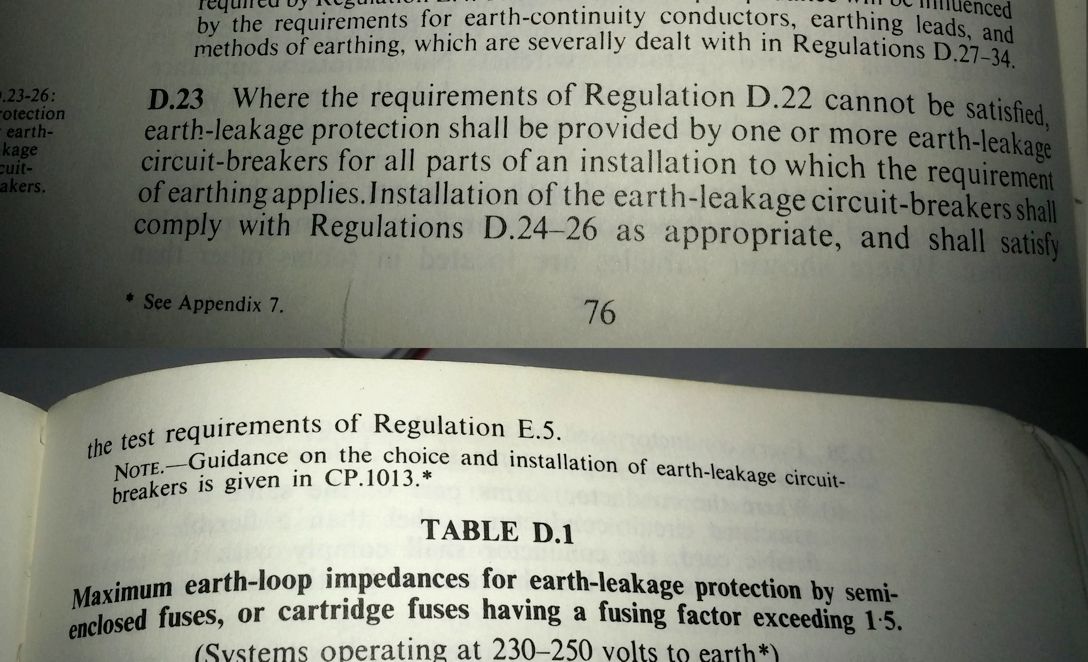 by the requirements for earth-continuity conductors, earthing leads, and
methods of earthing, which are severally dealt with in Regulations D.27–34.
.23-26:
otection
earth-
kage
cuit-
akers.
D.23 Where the requirements of Regulation D.22 cannot be satisfied,
earth-leakage protection shall be provided by one or more earth-leakage
circuit-breakers for all parts of an installation to which the requirement
of earthing applies. Installation of the earth-leakage circuit-breakers shall
comply with Regulations D.24–26 as appropriate, and shall satisfy
* See Appendix 7.
76
the test requirements of Regulation E.5.
NOTE.—Guidance on the choice and installation of earth-leakage circuit-
breakers is given in CP.1013.*
TABLE D.1
Maximum earth-loop impedances for earth-leakage protection by semi-
enclosed fuses, or cartridge fuses having a fusing factor exceeding 1·5.
(Systems operating at 230–250 volts to earth*)